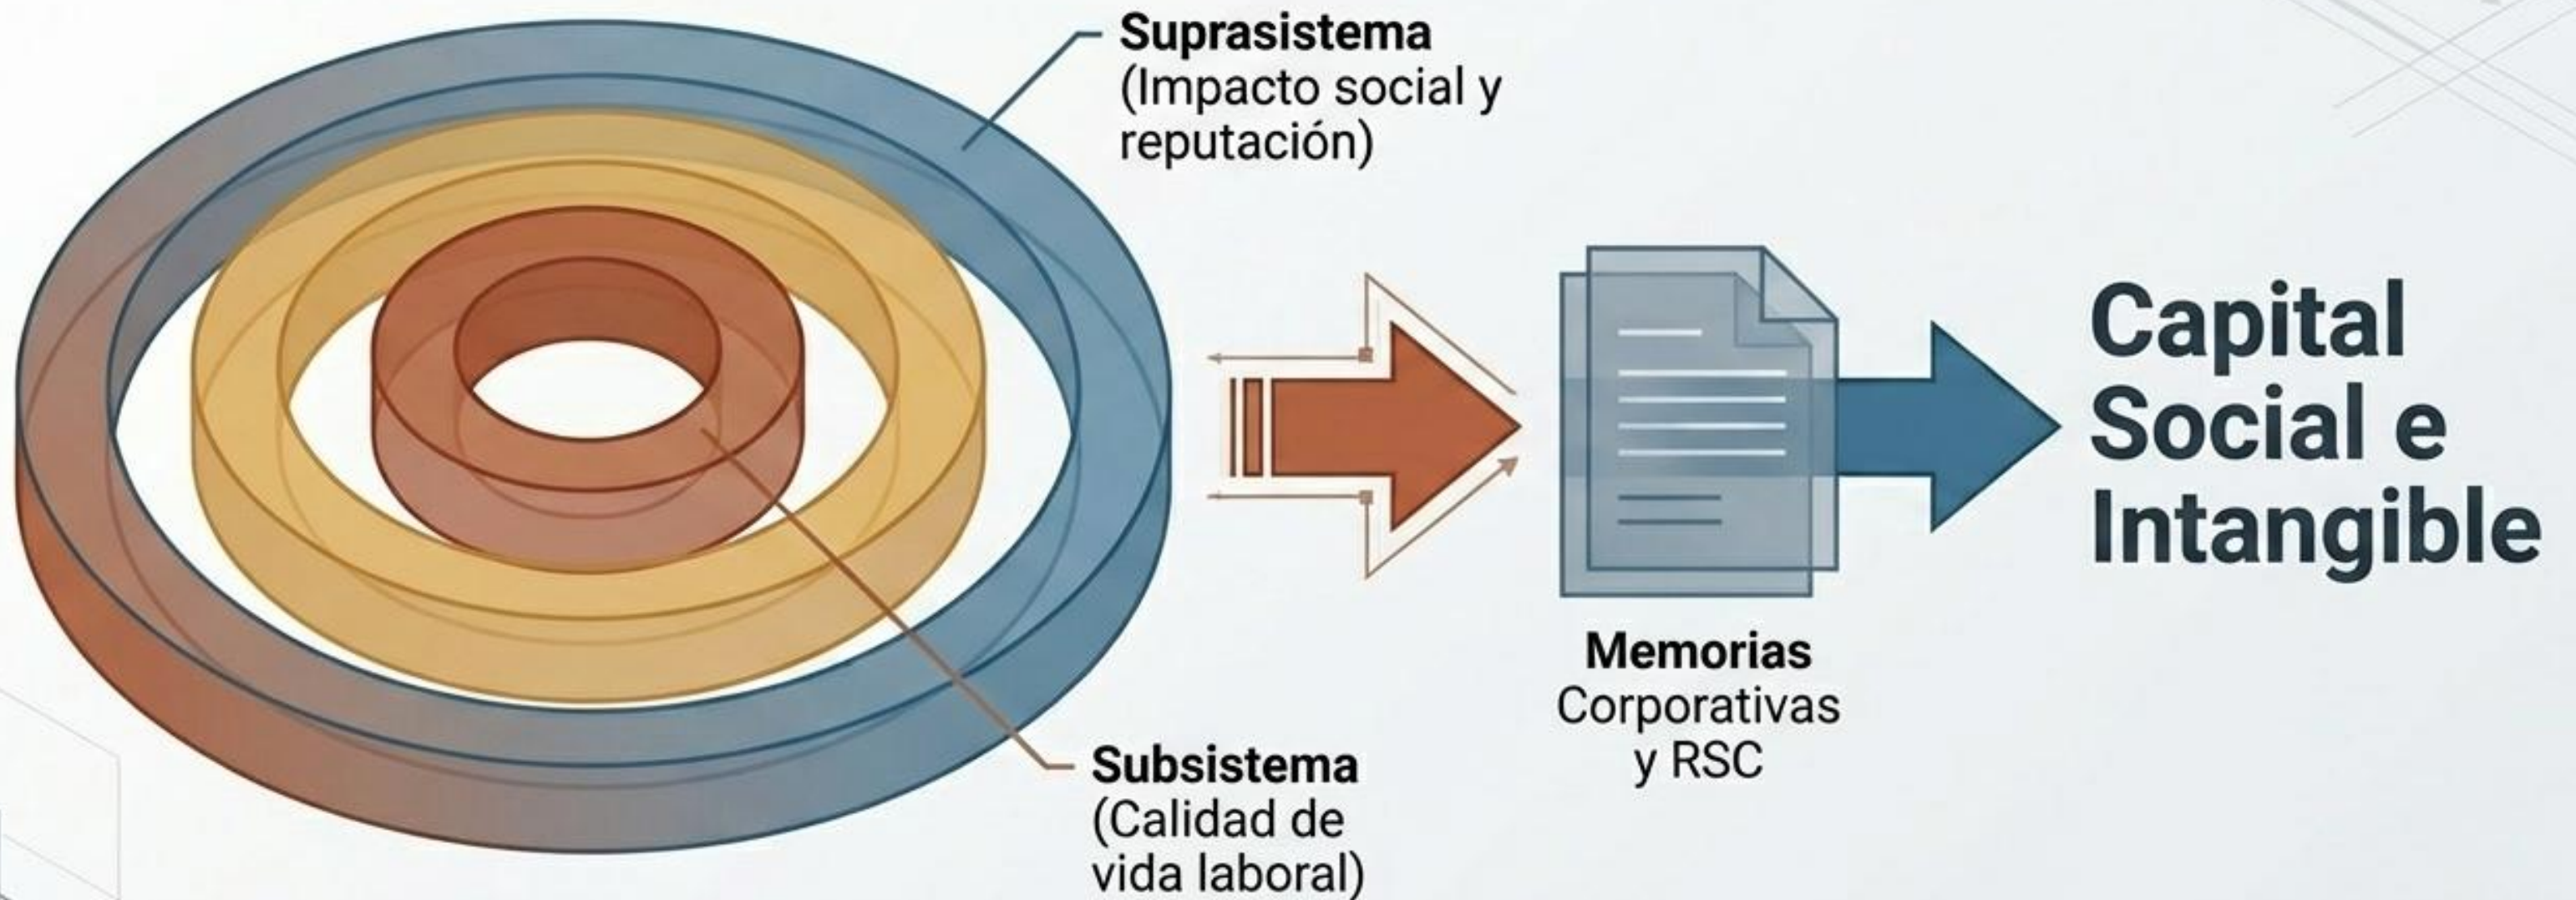 Suprasistema
(Impacto social y
reputación)
Capital
Social e
Intangible
Memorias
Corporativas
y RSC
Subsistema
(Calidad de
vida laboral)